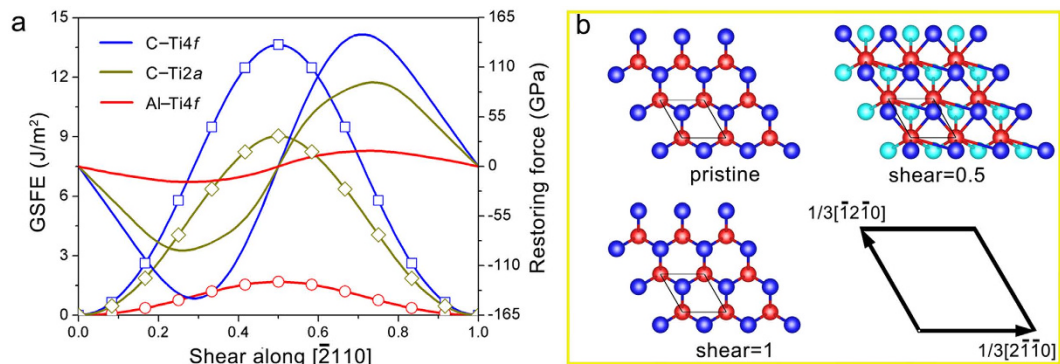 a
15
12
9
6
3
0
GSFE (J/m²)
C–Ti4f
C–Ti2a
Al–Ti4f
165
110
55
0
-55
-110
-165
Restoring force (GPa)
0.0 0.2 0.4 0.6 0.8 1.0
Shear along [2̄110]
b
pristine
shear=0.5
shear=1
1/3[1̄21̄0]
1/3[21̄1̄0]